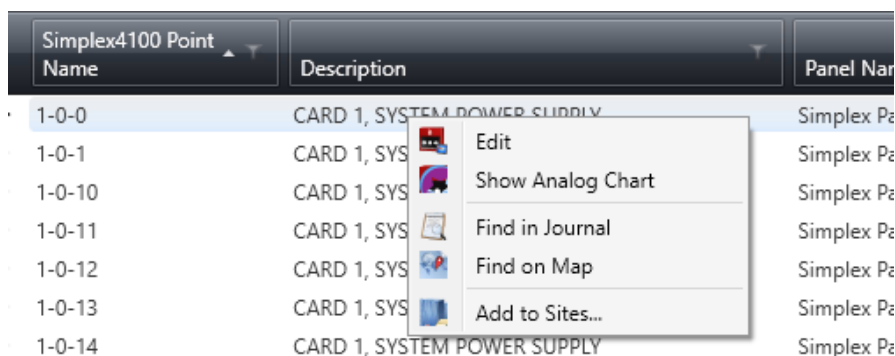 Simplex4100 Point
Name
Description
Panel Nar
1-0-0 CARD 1, SYSTEM POWER SUPPLY Simplex Pa
Edit
1-0-1 CARD 1, SYS Simplex Pa
Show Analog Chart
1-0-10 CARD 1, SYS Simplex Pa
1-0-11 CARD 1, SYS Find in Journal Simplex Pa
1-0-12 CARD 1, SYS Find on Map Simplex Pa
1-0-13 CARD 1, SYS Add to Sites... Simplex Pa
1-0-14 CARD 1, SYSTEM POWER SUPPLY Simplex Pa